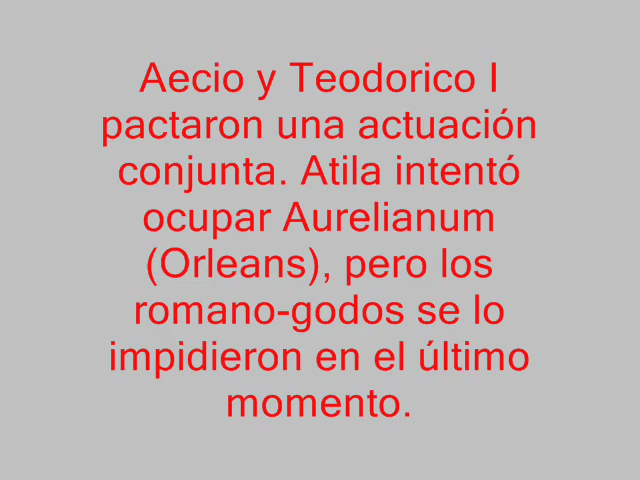 Aecio y Teodorico I
pactaron una actuación
conjunta. Atila intentó
ocupar Aurelianum
(Orleans), pero los
romano-godos se lo
impidieron en el último
momento.